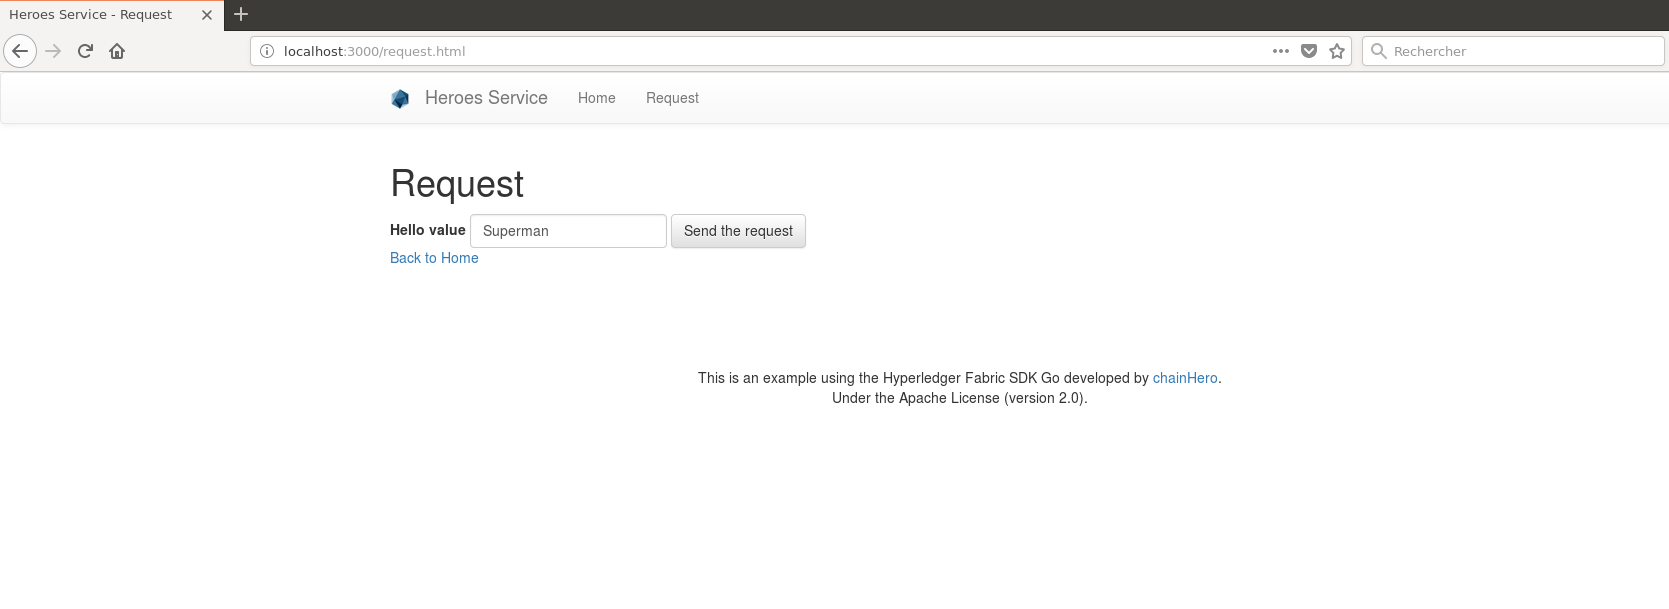 Heroes Service - Request
localhost:3000/request.html
Rechercher
Heroes Service Home Request
Request
Hello value Superman Send the request
Back to Home
This is an example using the Hyperledger Fabric SDK Go developed by chainHero.
Under the Apache License (version 2.0).